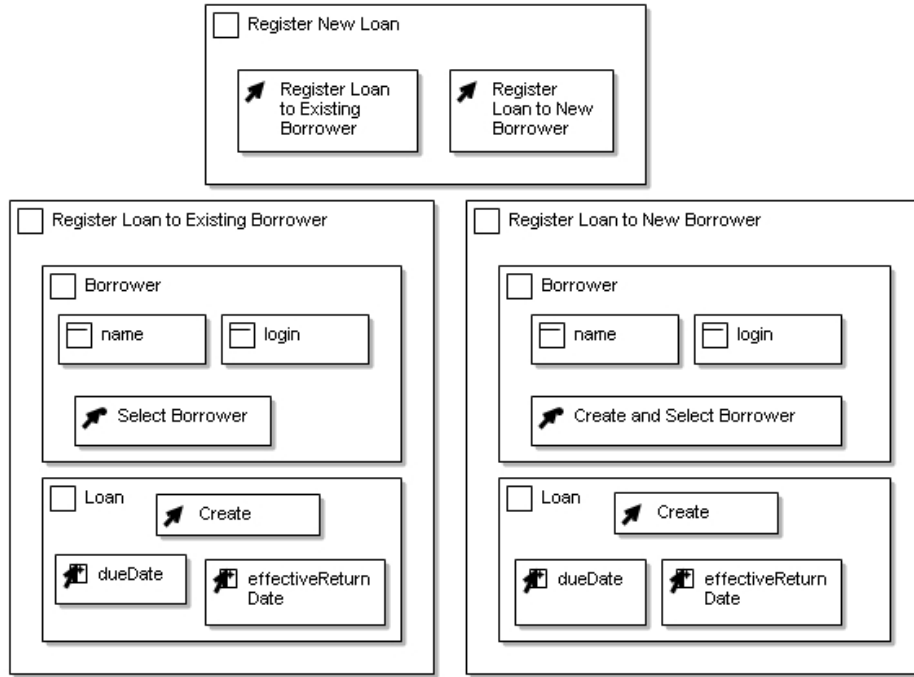 Register New Loan
Register Loan
to Existing
Borrower
Register
Loan to New
Borrower
Register Loan to Existing Borrower
Borrower
name
login
Select Borrower
Loan
Create
dueDate
effectiveReturn
Date
Register Loan to New Borrower
Borrower
name
login
Create and Select Borrower
Loan
Create
dueDate
effectiveReturn
Date